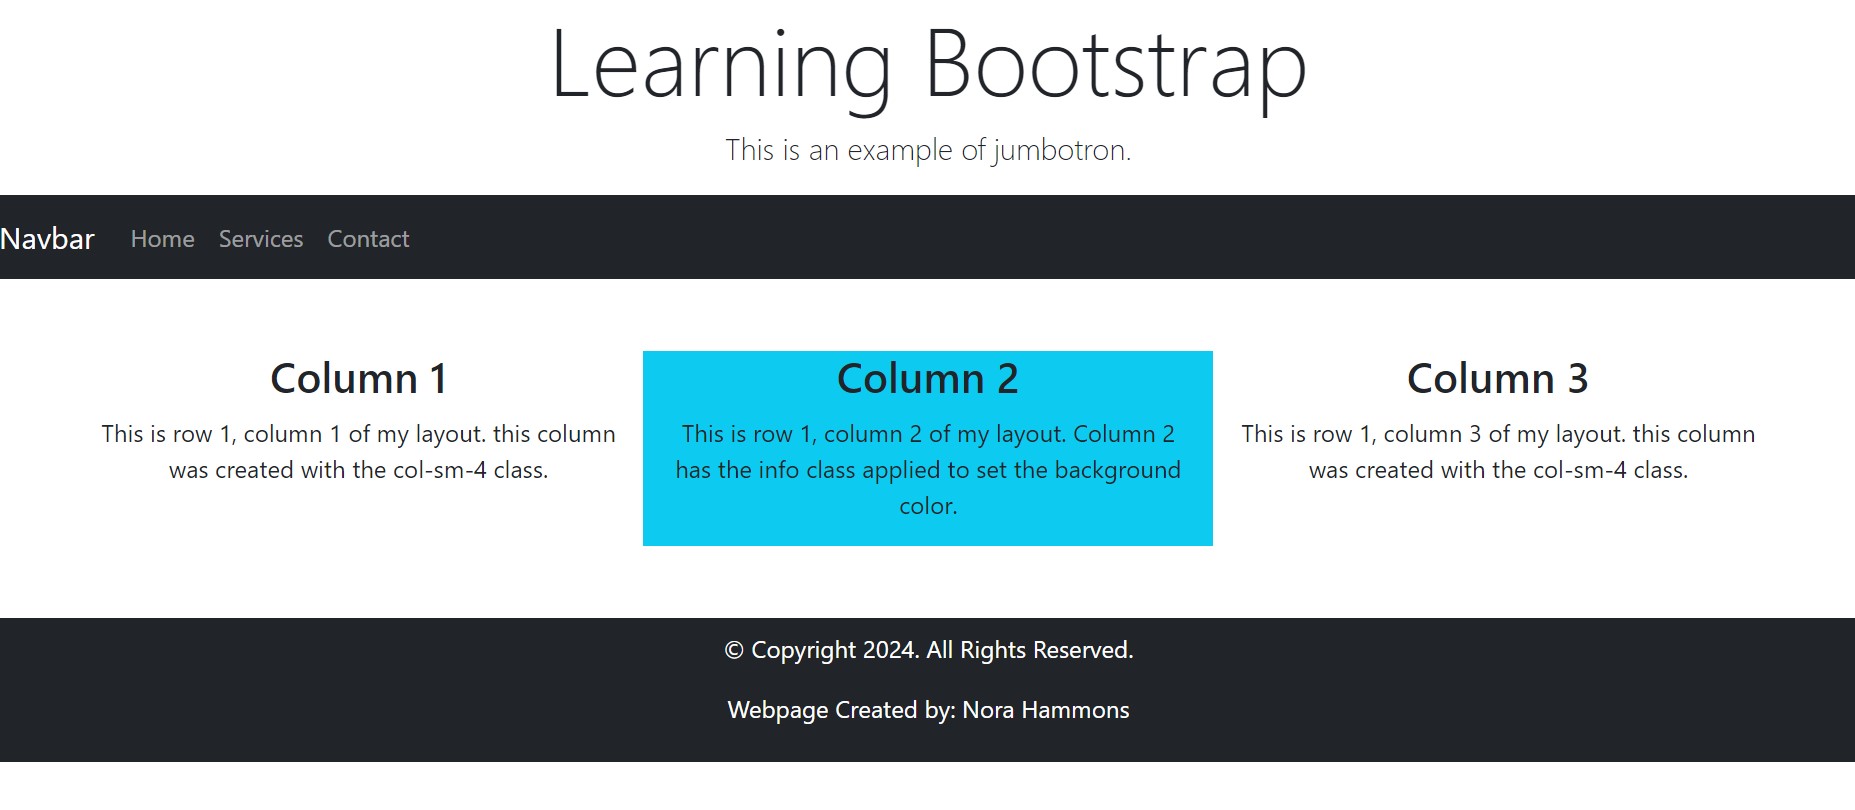 Learning Bootstrap
This is an example of jumbotron.
Navbar Home Services Contact
Column 1
This is row 1, column 1 of my layout. this column
was created with the col-sm-4 class.
Column 2
This is row 1, column 2 of my layout. Column 2
has the info class applied to set the background
color.
Column 3
This is row 1, column 3 of my layout. this column
was created with the col-sm-4 class.
© Copyright 2024. All Rights Reserved.
Webpage Created by: Nora Hammons